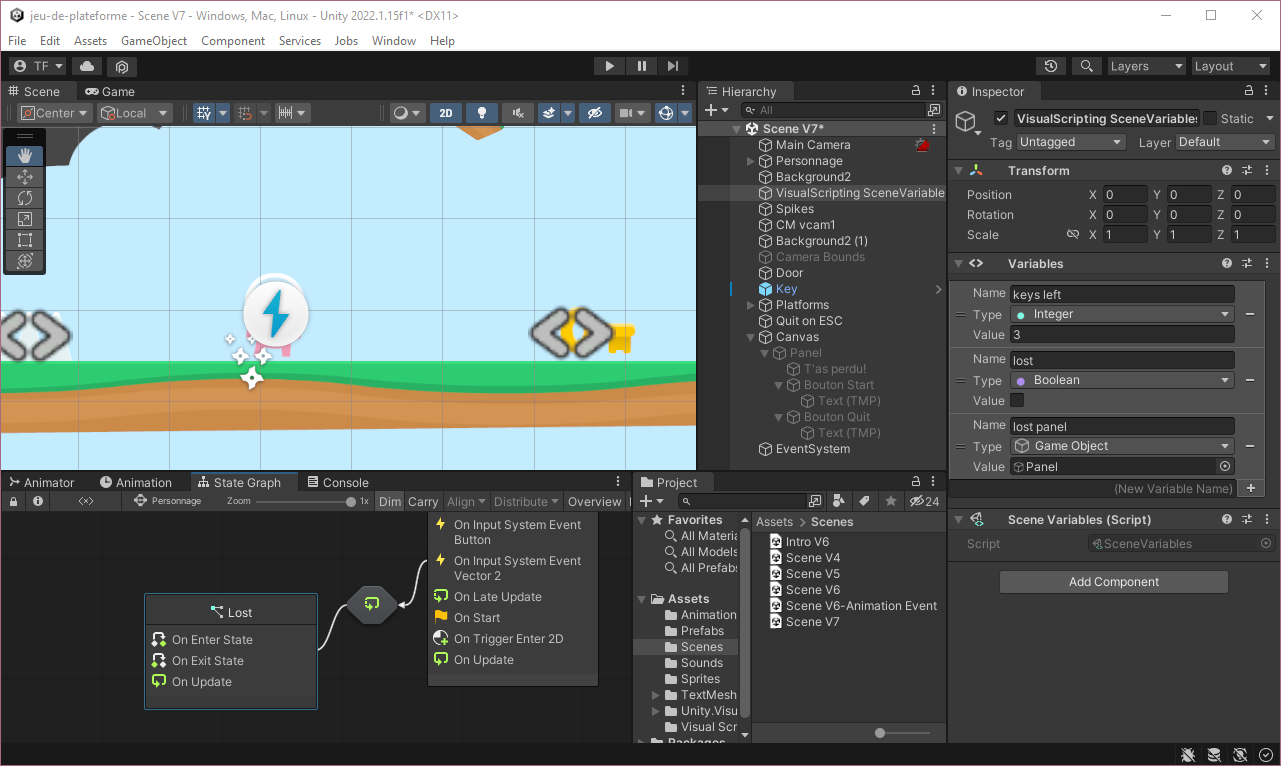 jeu-de-plateforme - Scene V7 - Windows, Mac, Linux - Unity 2022.1.15f1* <DX11>
File Edit Assets GameObject Component Services Jobs Window Help
TF Layers Layout
Scene Game
Center Local 2D
Hierarchy
All
Scene V7*
Main Camera
Personnage
Background2
VisualScripting SceneVariable
Spikes
CM vcam1
Background2 (1)
Camera Bounds
Door
Key
Platforms
Quit on ESC
Canvas
Panel
T'as perdu!
Bouton Start
Text (TMP)
Bouton Quit
Text (TMP)
EventSystem
Inspector
VisualScripting SceneVariable: Static
Tag Untagged Layer Default
Transform
Position X 0 Y 0 Z 0
Rotation X 0 Y 0 Z 0
Scale X 1 Y 1 Z 1
Variables
Name keys left
Type Integer
Value 3
Name lost
Type Boolean
Value
Name lost panel
Type Game Object
Value Panel
(New Variable Name)
Scene Variables (Script)
Script SceneVariables
Add Component
Animator Animation State Graph Console
Personnage Zoom 1x Dim Carry Align Distribute Overview
On Input System Event
Button
On Input System Event
Vector 2
On Late Update
On Start
On Trigger Enter 2D
On Update
Lost
On Enter State
On Exit State
On Update
Project
24
Favorites
All Materia
All Models
All Prefabs
Assets
Animation
Prefabs
Scenes
Sounds
Sprites
TextMesh
Unity.Visu
Visual Scr
Packages
Assets > Scenes
Intro V6
Scene V4
Scene V5
Scene V6
Scene V6-Animation Event
Scene V7